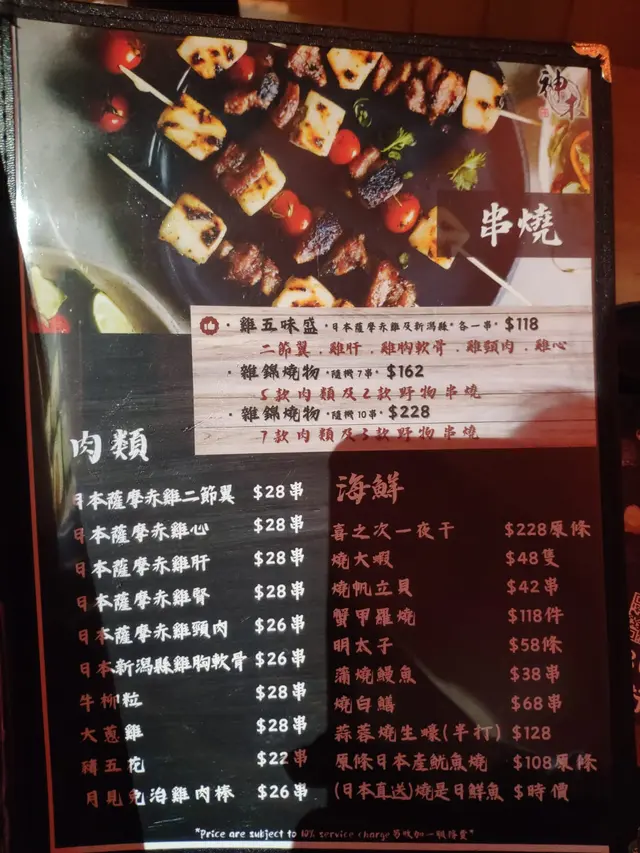 神木
串燒
・雞五味盛・日本薩摩赤雞及新潟縣・各一串・$118
二節翼．雞肝．雞胸軟骨．雞頸肉．雞心
・雜錦燒物・隨機7串・$162
5款肉類及2款野物串燒
・雜錦燒物・隨機10串・$228
7款肉類及3款野物串燒
肉類
日本薩摩赤雞二節翼 $28串
日本薩摩赤雞心 $28串
日本薩摩赤雞肝 $28串
日本薩摩赤雞腎 $28串
日本薩摩赤雞頸肉 $26串
日本新潟縣雞胸軟骨 $26串
牛柳粒 $28串
大蔥雞 $28串
豬五花 $22串
月見免治雞肉棒 $26串
海鮮
喜之次一夜干 $228原條
燒大蝦 $48隻
燒帆立貝 $42串
蟹甲羅燒 $118件
明太子 $58條
蒲燒鰻魚 $38串
燒白鱔 $68串
蒜蓉燒生蠔(半打) $128
原條日本產魷魚燒 $108原條
(日本直送)燒是日鮮魚 $時價
*Price are subject to 10% service charge 另收加一服務費*